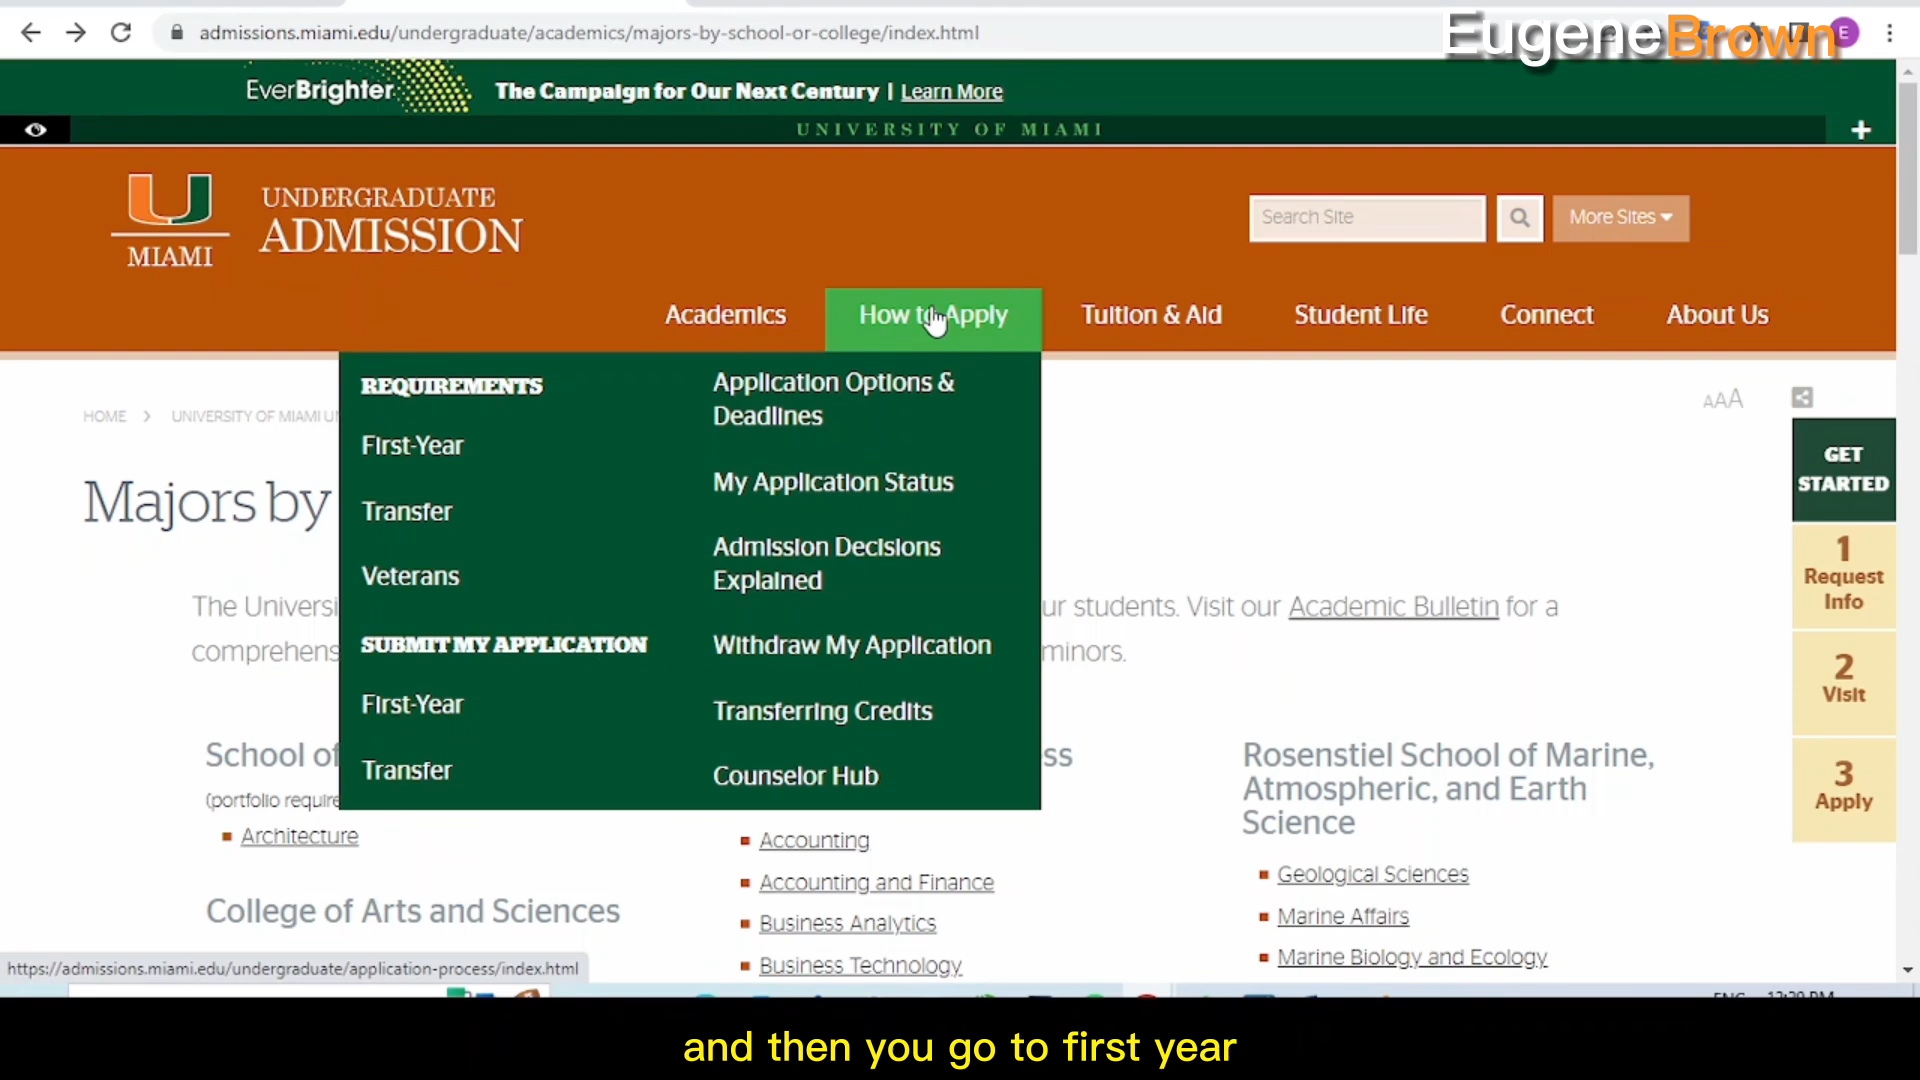 admissions.miami.edu/undergraduate/academics/majors-by-school-or-college/index.html
EugeneBrown
E
EverBrighter
The Campaign for Our Next Century | Learn More
UNIVERSITY OF MIAMI
MIAMI
UNDERGRADUATE
ADMISSION
Search Site
More Sites
Academics
How to Apply
Tuition & Aid
Student Life
Connect
About Us
REQUIREMENTS
First-Year
Transfer
Veterans
SUBMIT MY APPLICATION
First-Year
Transfer
Application Options &
Deadlines
My Application Status
Admission Decisions
Explained
Withdraw My Application
Transferring Credits
Counselor Hub
HOME > UNIVERSITY OF MIAMI
AAA
Majors by
The
ur students. Visit our Academic Bulletin for a
minors.
School of
Architecture
College of Arts and Sciences
ss
Accounting
Accounting and Finance
Business Analytics
Business Technology
Rosenstiel School of Marine,
Atmospheric, and Earth
Science
Geological Sciences
Marine Affairs
Marine Biology and Ecology
GET
STARTED
1
Request
Info
2
Visit
3
Apply
https://admissions.miami.edu/undergraduate/application-process/index.html
and then you go to first year